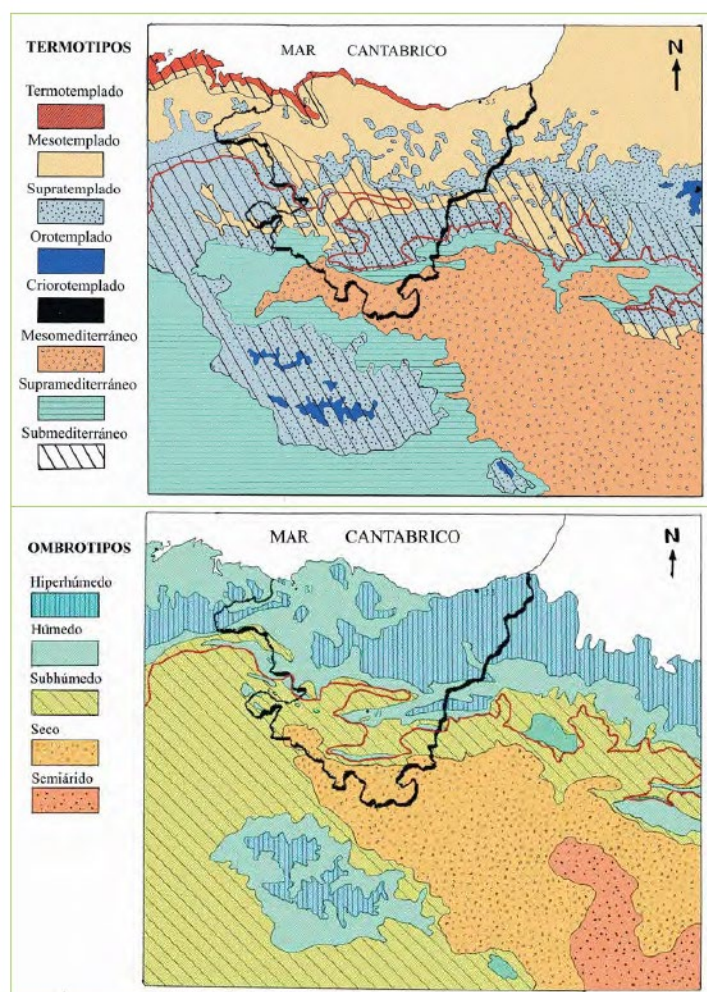 TERMOTIPOS
MAR CANTABRICO
N
Termotemplado
Mesotemplado
Supratemplado
Orotemplado
Criorotemplado
Mesomediterráneo
Supramediterráneo
Submediterráneo
OMBROTIPOS
MAR CANTABRICO
N
Hiperhúmedo
Húmedo
Subhúmedo
Seco
Semiárido